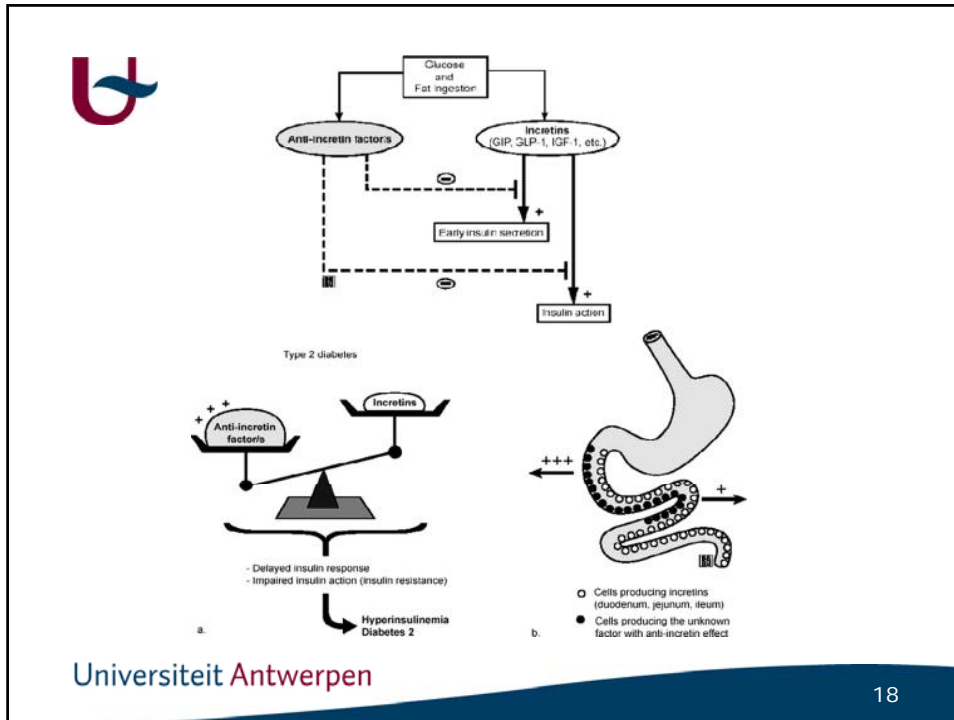 Glucose
and
Fat Ingestion
Anti-incretin factor/s
Incretins
(GIP, GLP-1, IGF-1, etc.)
+
Early insulin secretion
+
Insulin action
Type 2 diabetes
+ + +
Anti-incretin
factor/s
Incretins
- Delayed insulin response
- Impaired insulin action (insulin resistance)
Hyperinsulinemia
Diabetes 2
a.
+++
+
Cells producing incretins
(duodenum, jejunum, ileum)
Cells producing the unknown
factor with anti-incretin effect
b.
Universiteit Antwerpen
18